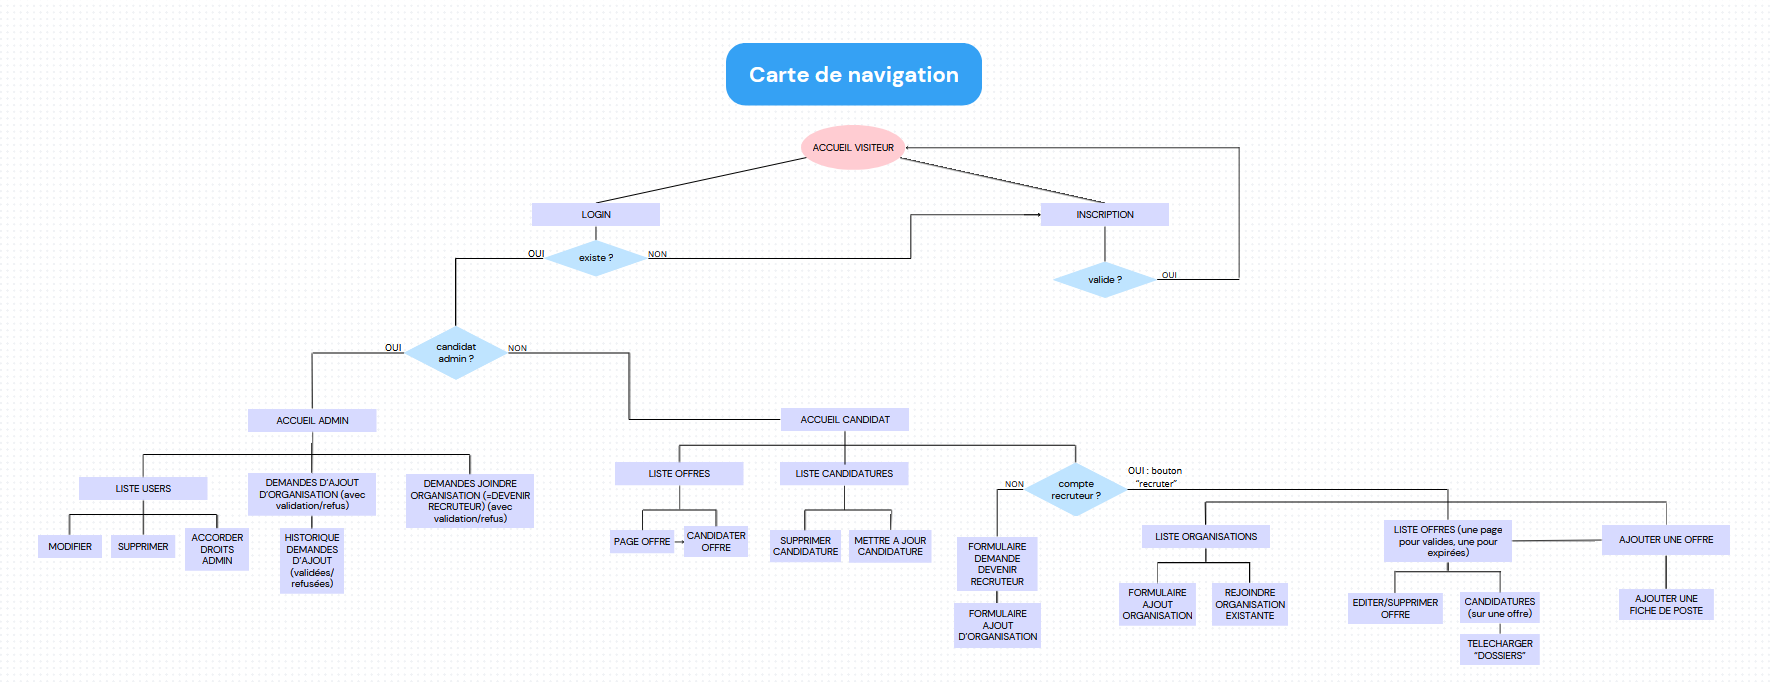 Carte de navigation
ACCUEIL VISITEUR
LOGIN
INSCRIPTION
OUI
existe ?
NON
valide ?
OUI
OUI
candidat
admin ?
NON
ACCUEIL ADMIN
ACCUEIL CANDIDAT
LISTE USERS
DEMANDES D'AJOUT
D'ORGANISATION (avec
validation/refus)
DEMANDES JOINDRE
ORGANISATION (=DEVENIR
RECRUTEUR) (avec
validation/refus)
LISTE OFFRES
LISTE CANDIDATURES
NON
compte
recruteur ?
OUI : bouton
"recruter"
MODIFIER
SUPPRIMER
ACCORDER
DROITS
ADMIN
HISTORIQUE
DEMANDES
D'AJOUT
(validées/
refusées)
PAGE OFFRE
CANDIDATER
OFFRE
SUPPRIMER
CANDIDATURE
METTRE A JOUR
CANDIDATURE
FORMULAIRE
DEMANDE
DEVENIR
RECRUTEUR
FORMULAIRE
AJOUT
D'ORGANISATION
LISTE ORGANISATIONS
LISTE OFFRES (une page
pour valides, une pour
expirées)
AJOUTER UNE OFFRE
FORMULAIRE
AJOUT
ORGANISATION
REJOINDRE
ORGANISATION
EXISTANTE
EDITER/SUPPRIMER
OFFRE
CANDIDATURES
(sur une offre)
AJOUTER UNE
FICHE DE POSTE
TELECHARGER
"DOSSIERS"